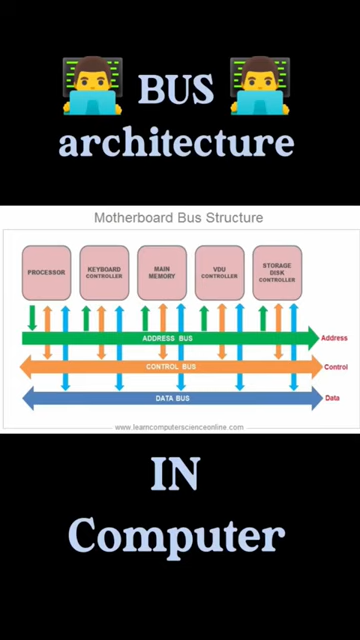 BUS
architecture
Motherboard Bus Structure
PROCESSOR
KEYBOARD
CONTROLLER
MAIN
MEMORY
VDU
CONTROLLER
STORAGE
DISK
CONTROLLER
ADDRESS BUS
Address
CONTROL BUS
Control
DATA BUS
Data
www.learncomputerscienceonline.com
IN
Computer